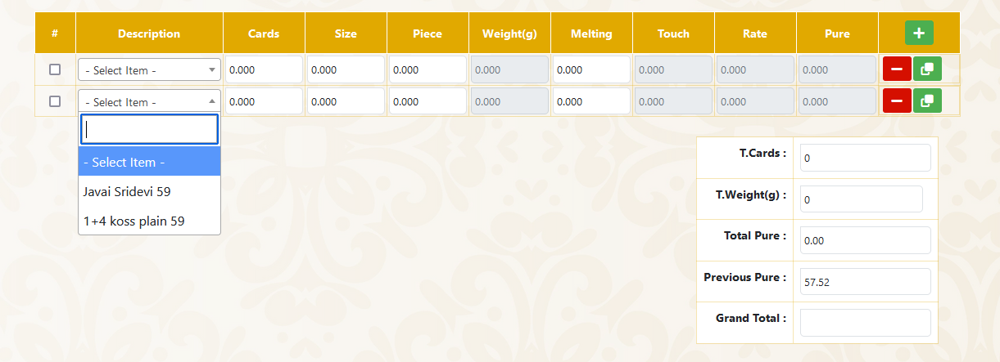 # Description Cards Size Piece Weight(g) Melting Touch Rate Pure +
- Select Item - 0.000 0.000 0.000 0.000 0.000 0.000 0.000 0.000
- Select Item - 0.000 0.000 0.000 0.000 0.000 0.000 0.000 0.000
- Select Item -
Javai Sridevi 59
1+4 koss plain 59
T.Cards : 0
T.Weight(g) : 0
Total Pure : 0.00
Previous Pure : 57.52
Grand Total :